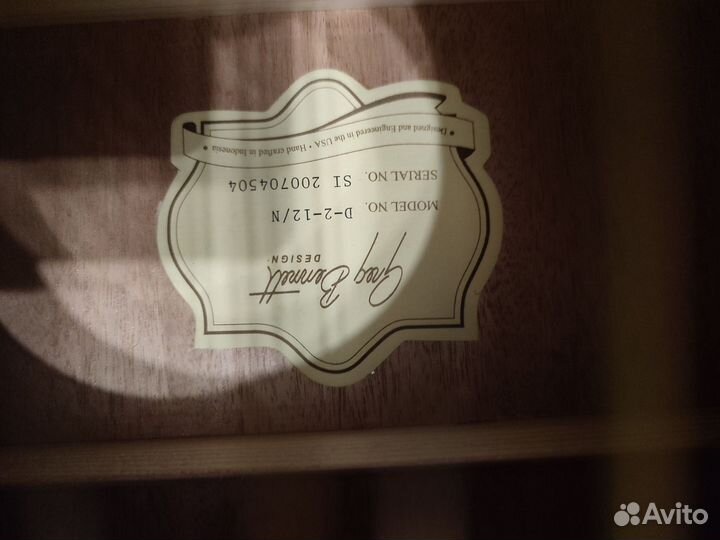 Greg Bennett
DESIGN
MODEL NO. D-2-12/N
SERIAL NO. SI 200704504
• Designed and Engineered in the USA • Hand crafted in Indonesia •
Avito